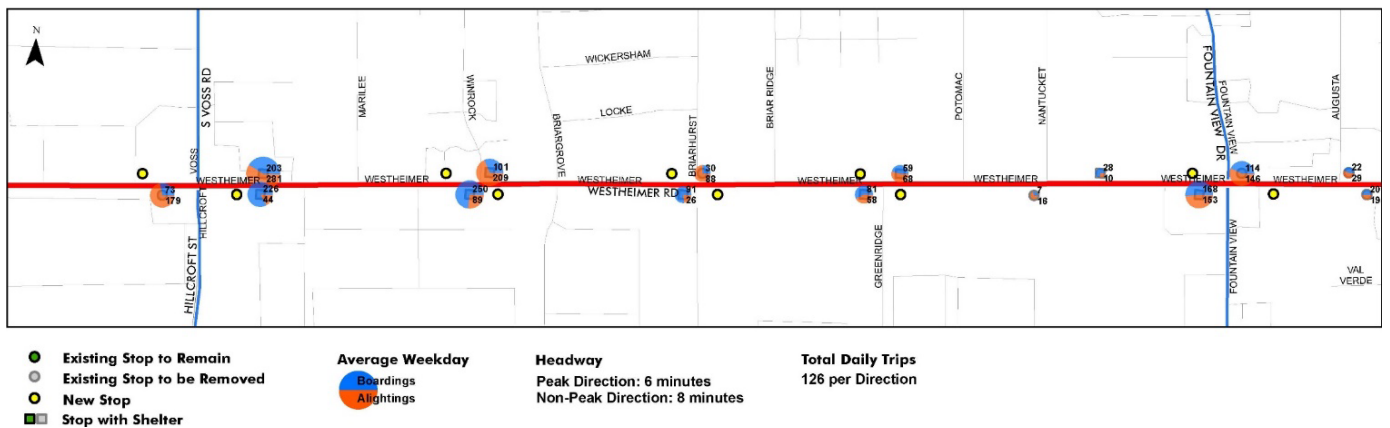 N
WICKERSHAM
LOCKE
S VOSS RD
VOSS
MARILEE
WINROCK
BRIARGROVE
BRIARHURST
BRIAR RIDGE
POTOMAC
NANTUCKET
FOUNTAIN VIEW DR
FOUNTAIN VIEW
AUGUSTA
203
281
101
209
30
88
59
68
28
10
114
146
22
29
WESTHEIMER
WESTHEIMER
WESTHEIMER
WESTHEIMER
WESTHEIMER
WESTHEIMER
WESTHEIMER
WESTHEIMER RD
73
179
226
44
250
89
91
26
81
58
7
16
168
153
20
19
HILLCROFT
HILLCROFT ST
GREENRIDGE
FOUNTAIN VIEW
VAL
VERDE
Existing Stop to Remain
Existing Stop to be Removed
New Stop
Stop with Shelter
Average Weekday
Boardings
Alightings
Headway
Peak Direction: 6 minutes
Non-Peak Direction: 8 minutes
Total Daily Trips
126 per Direction